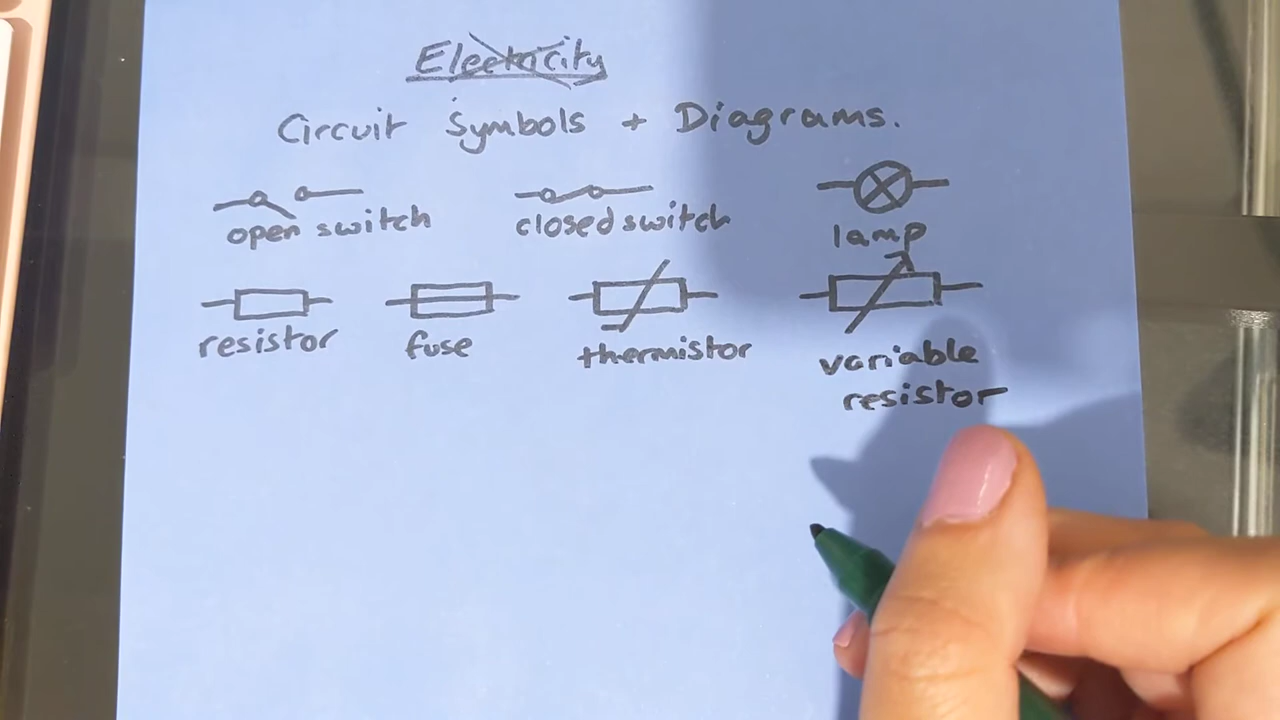 Electricity
Circuit Symbols + Diagrams.
open switch closed switch lamp
resistor fuse thermistor variable
resistor